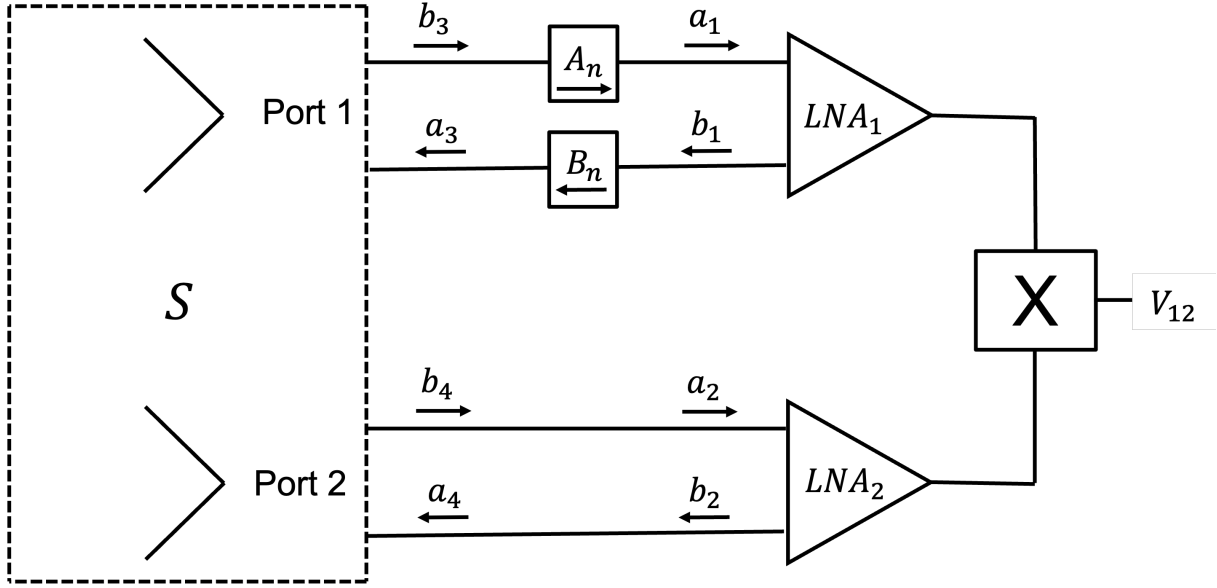 b₃ a₁
Aₙ
Port 1
LNA₁
a₃ b₁
Bₙ
S
X
V₁₂
b₄ a₂
Port 2
LNA₂
a₄ b₂